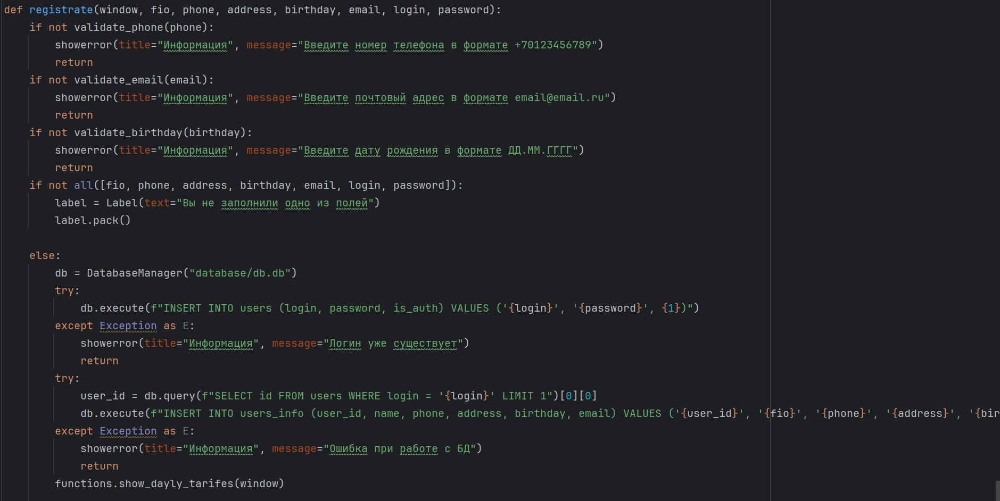 def registrate(window, fio, phone, address, birthday, email, login, password):
    if not validate_phone(phone):
        showerror(title="Информация", message="Введите номер телефона в формате +70123456789")
        return
    if not validate_email(email):
        showerror(title="Информация", message="Введите почтовый адрес в формате email@email.ru")
        return
    if not validate_birthday(birthday):
        showerror(title="Информация", message="Введите дату рождения в формате ДД.ММ.ГГГГ")
        return
    if not all([fio, phone, address, birthday, email, login, password]):
        label = Label(text="Вы не заполнили одно из полей")
        label.pack()
    else:
        db = DatabaseManager("database/db.db")
        try:
            db.execute(f"INSERT INTO users (login, password, is_auth) VALUES ('{login}', '{password}', {1})")
        except Exception as E:
            showerror(title="Информация", message="Логин уже существует")
            return
        try:
            user_id = db.query(f"SELECT id FROM users WHERE login = '{login}' LIMIT 1")[0][0]
            db.execute(f"INSERT INTO users_info (user_id, name, phone, address, birthday, email) VALUES ('{user_id}', '{fio}', '{phone}', '{address}', '{bir
        except Exception as E:
            showerror(title="Информация", message="Ошибка при работе с БД")
            return
        functions.show_dayly_tarifes(window)